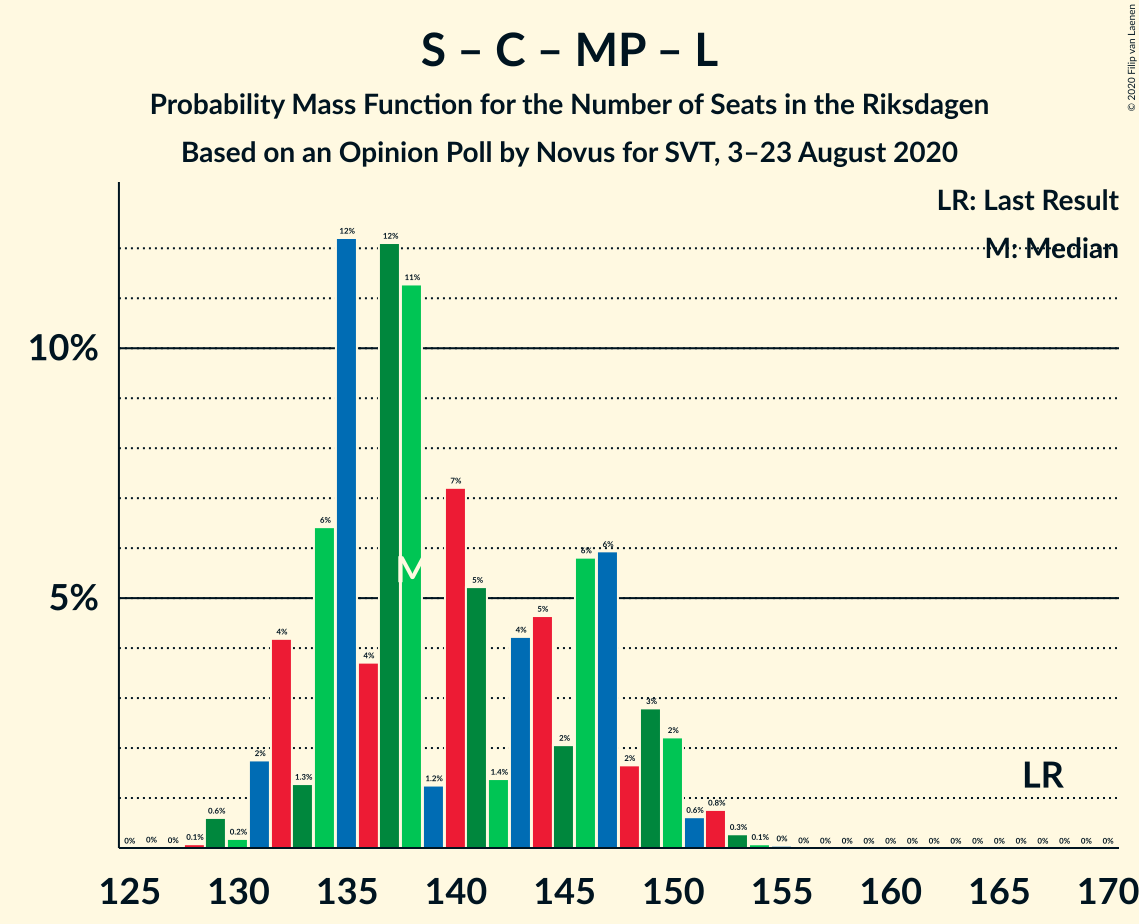 © 2020 Filip van Laenen
S – C – MP – L
Probability Mass Function for the Number of Seats in the Riksdagen
Based on an Opinion Poll by Novus for SVT, 3–23 August 2020
LR: Last Result
M: Median
10%
5%
0% 0% 0% 0.1% 0.6% 0.2% 2% 4% 1.3% 6% 12% 4% 12% 11% 1.2% 7% 5% 1.4% 4% 5% 2% 6% 6% 2% 3% 2% 0.6% 0.8% 0.3% 0.1% 0% 0% 0% 0% 0% 0% 0% 0% 0% 0% 0% 0% 0% 0% 0% 0%
M
LR
125 130 135 140 145 150 155 160 165 170